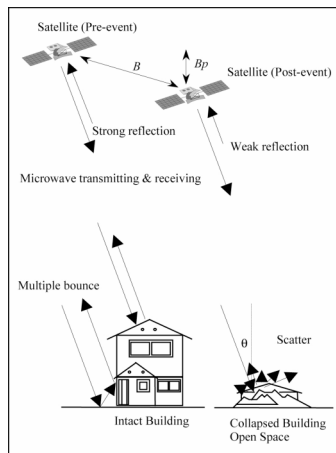 Satellite (Pre-event)
B
Bp
Satellite (Post-event)
Strong reflection
Weak reflection
Microwave transmitting & receiving
Multiple bounce
θ
Scatter
Intact Building
Collapsed Building
Open Space